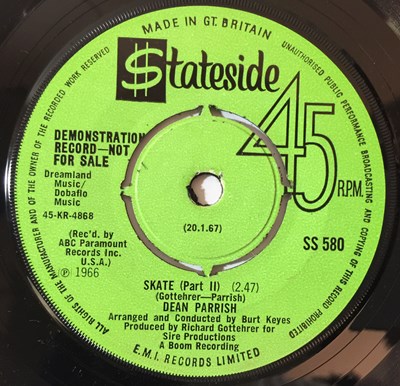 MADE IN GT. BRITAIN
$tateside
45 R.P.M.
DEMONSTRATION
RECORD—NOT
FOR SALE
Dreamland
Music/
Dobaflo
Music
45-KR-4868
(20.1.67)
(Rec'd. by
ABC Paramount
Records Inc.
U.S.A.)
℗ 1966
SS 580
SKATE (Part II) (2.47)
(Gottehrer—Parrish)
DEAN PARRISH
Arranged and Conducted by Burt Keyes
Produced by Richard Gottehrer for
Sire Productions
A Boom Recording
E.M.I. RECORDS LIMITED
ALL RIGHTS OF THE MANUFACTURER AND OF THE OWNER OF THE RECORDED WORK RESERVED
UNAUTHORISED PUBLIC PERFORMANCE BROADCASTING AND COPYING OF THIS RECORD PROHIBITED